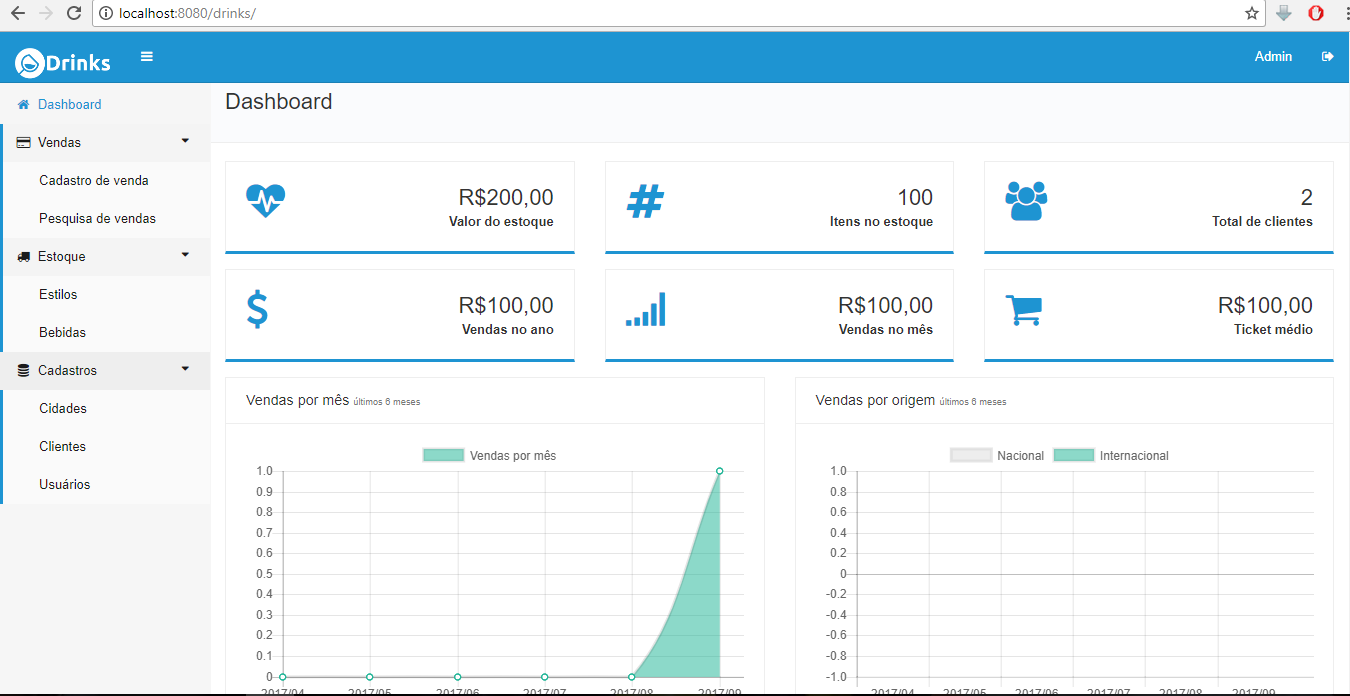 localhost:8080/drinks/
Drinks
Admin
Dashboard
Vendas
Cadastro de venda
Pesquisa de vendas
Estoque
Estilos
Bebidas
Cadastros
Cidades
Clientes
Usuários
Dashboard
R$200,00
Valor do estoque
100
Itens no estoque
2
Total de clientes
R$100,00
Vendas no ano
R$100,00
Vendas no mês
R$100,00
Ticket médio
Vendas por mês últimos 6 meses
Vendas por mês
1.0
0.9
0.8
0.7
0.6
0.5
0.4
0.3
0.2
0.1
0
2017/04 2017/05 2017/06 2017/07 2017/08 2017/09
Vendas por origem últimos 6 meses
Nacional Internacional
1.0
0.8
0.6
0.4
0.2
0
-0.2
-0.4
-0.6
-0.8
-1.0
2017/04 2017/05 2017/06 2017/07 2017/08 2017/09